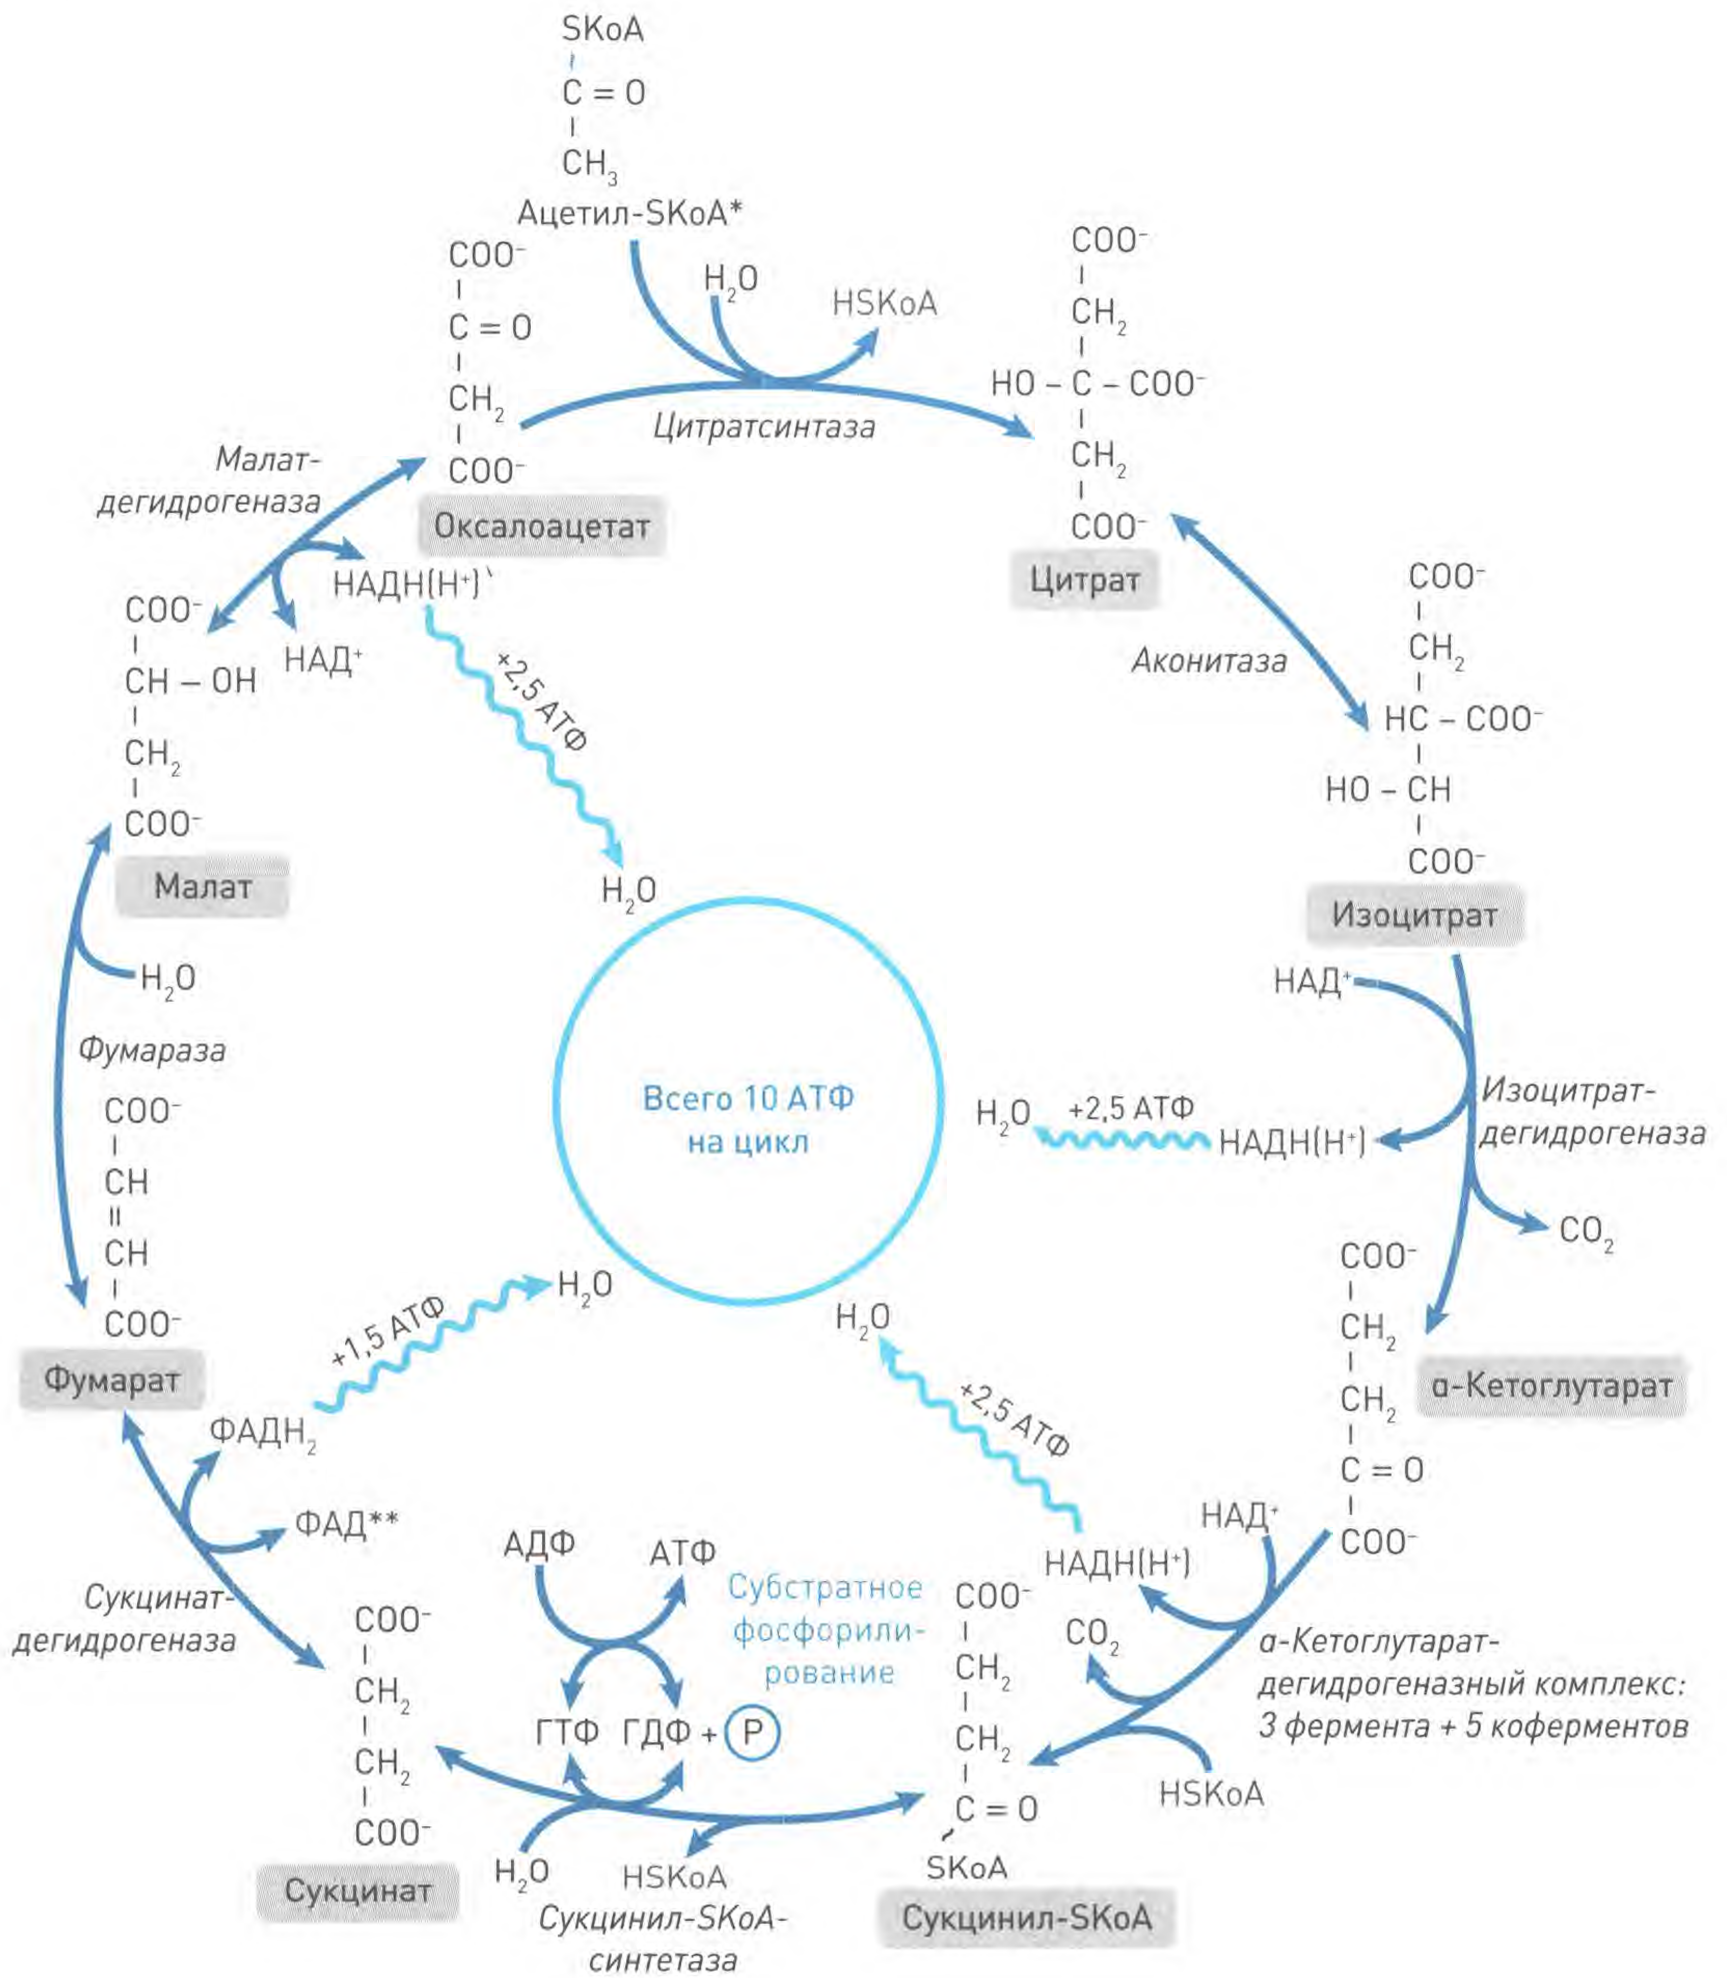 SKoA
C = O
CH₃
Ацетил-SKoA*
COO⁻
C = O
CH₂
COO⁻
Оксалоацетат
H₂O
HSKoA
Цитратсинтаза
COO⁻
CH₂
HO – C – COO⁻
CH₂
COO⁻
Цитрат
Аконитаза
COO⁻
CH₂
HC – COO⁻
HO – CH
COO⁻
Изоцитрат
НАД⁺
Изоцитрат-
дегидрогеназа
НАДН(Н⁺)
+2,5 АТФ
H₂O
CO₂
COO⁻
CH₂
CH₂
C = O
COO⁻
α-Кетоглутарат
НАД⁺
НАДН(Н⁺)
+2,5 АТФ
H₂O
CO₂
α-Кетоглутарат-
дегидрогеназный комплекс:
3 фермента + 5 коферментов
HSKoA
COO⁻
CH₂
CH₂
C = O
SKoA
Сукцинил-SKoA
Субстратное
фосфорили-
рование
АДФ
АТФ
ГТФ ГДФ + P
H₂O
HSKoA
Сукцинил-SKoA-
синтетаза
COO⁻
CH₂
CH₂
COO⁻
Сукцинат
Сукцинат-
дегидрогеназа
ФАД**
ФАДН₂
+1,5 АТФ
H₂O
COO⁻
CH
CH
COO⁻
Фумарат
Фумараза
H₂O
COO⁻
CH – OH
CH₂
COO⁻
Малат
Малат-
дегидрогеназа
НАД⁺
НАДН(Н⁺)`
+2,5 АТФ
H₂O
Всего 10 АТФ
на цикл